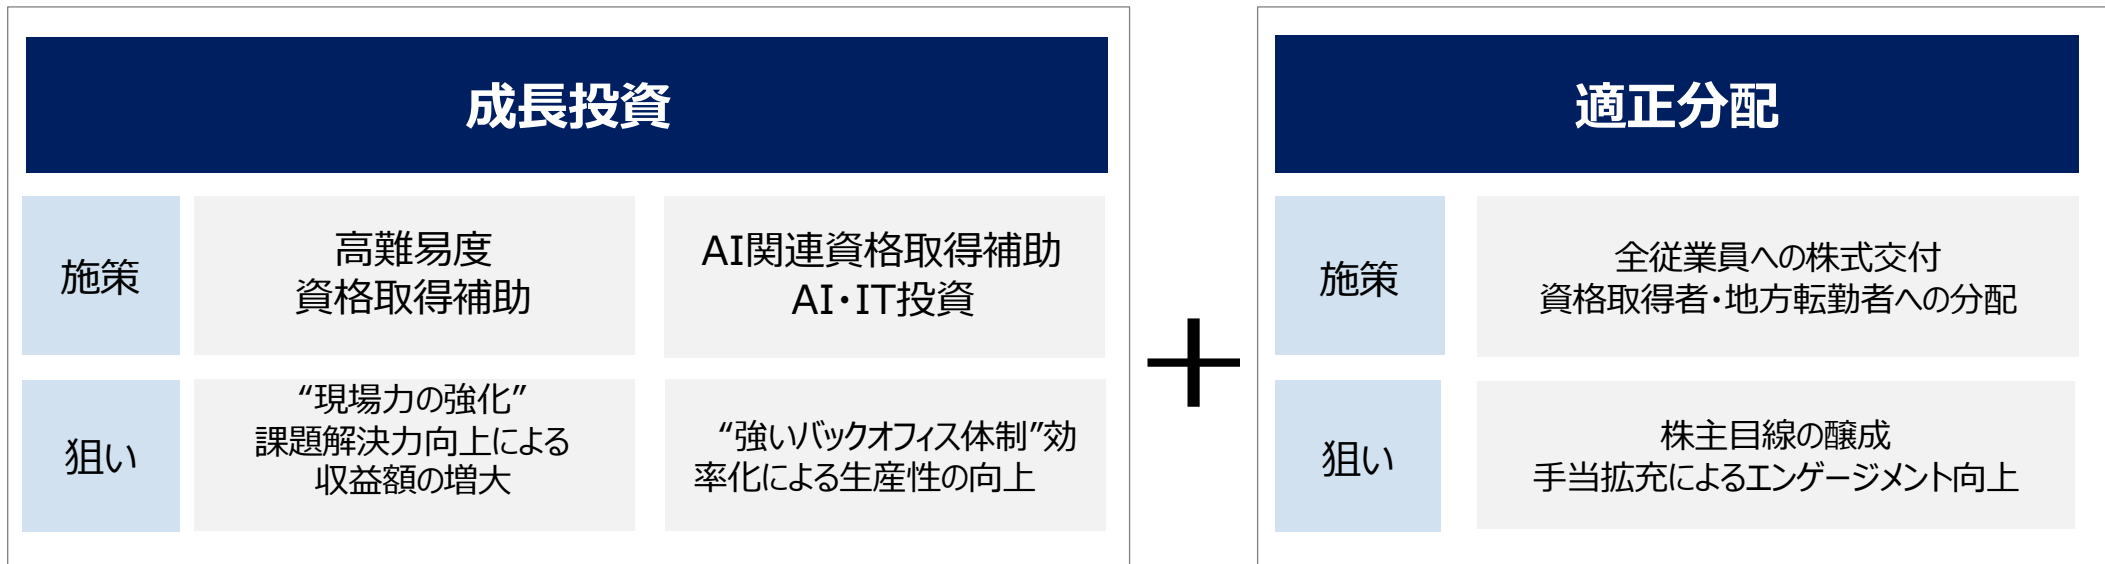 成長投資
施策
高難易度
資格取得補助
AI関連資格取得補助
AI・IT投資
狙い
“現場力の強化”
課題解決力向上による
収益額の増大
“強いバックオフィス体制”効
率化による生産性の向上
＋
適正分配
施策
全従業員への株式交付
資格取得者・地方転勤者への分配
狙い
株主目線の醸成
手当拡充によるエンゲージメント向上